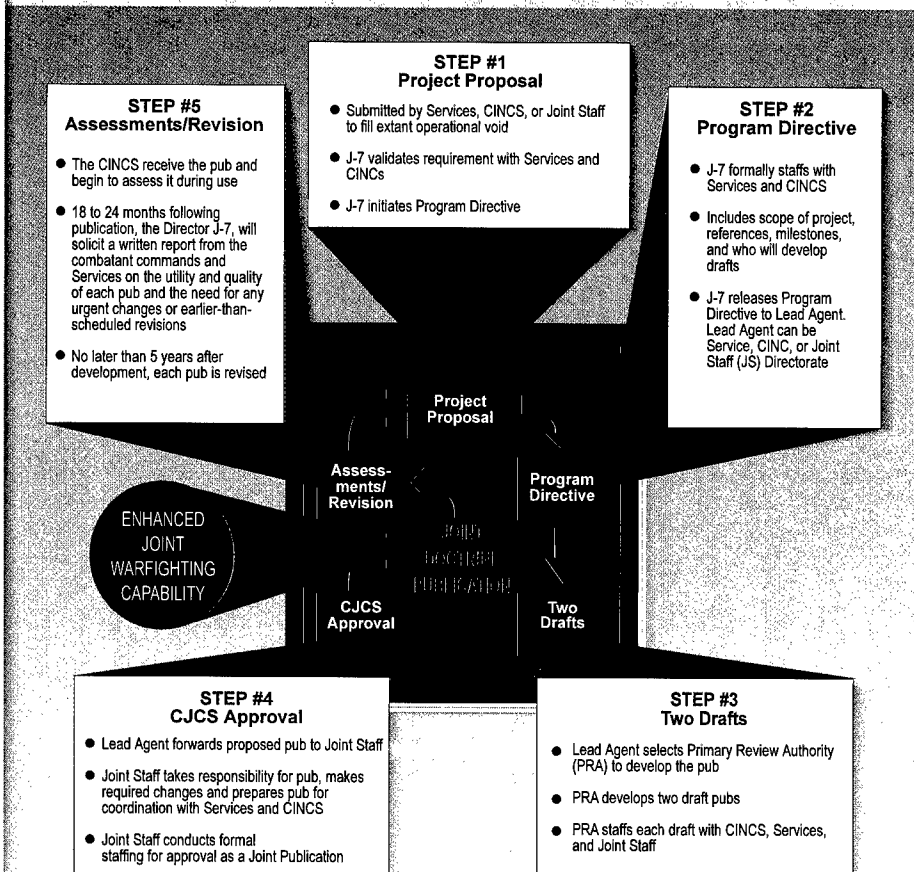 STEP #1
Project Proposal
● Submitted by Services, CINCS, or Joint Staff
to fill extant operational void
● J-7 validates requirement with Services and
CINCs
● J-7 initiates Program Directive
STEP #2
Program Directive
● J-7 formally staffs with
Services and CINCS
● Includes scope of project,
references, milestones,
and who will develop
drafts
● J-7 releases Program
Directive to Lead Agent.
Lead Agent can be
Service, CINC, or Joint
Staff (JS) Directorate
STEP #3
Two Drafts
● Lead Agent selects Primary Review Authority
(PRA) to develop the pub
● PRA develops two draft pubs
● PRA staffs each draft with CINCS, Services,
and Joint Staff
STEP #4
CJCS Approval
● Lead Agent forwards proposed pub to Joint Staff
● Joint Staff takes responsibility for pub, makes
required changes and prepares pub for
coordination with Services and CINCS
● Joint Staff conducts formal
staffing for approval as a Joint Publication
STEP #5
Assessments/Revision
● The CINCS receive the pub and
begin to assess it during use
● 18 to 24 months following
publication, the Director J-7, will
solicit a written report from the
combatant commands and
Services on the utility and quality
of each pub and the need for any
urgent changes or earlier-than-
scheduled revisions
● No later than 5 years after
development, each pub is revised
Project
Proposal
Program
Directive
Two
Drafts
CJCS
Approval
Assess-
ments/
Revision
JOINT
DOCTRINE
PUBLICATION
ENHANCED
JOINT
WARFIGHTING
CAPABILITY